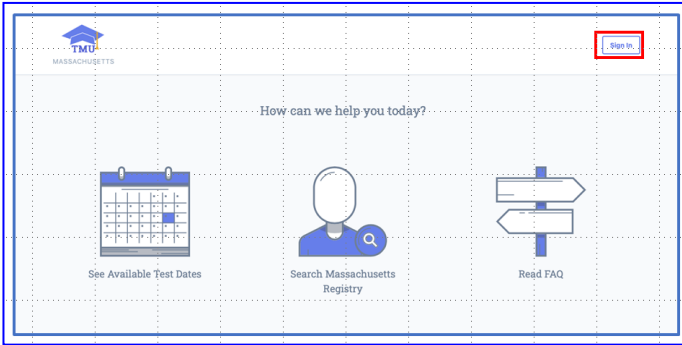 TMU
MASSACHUSETTS
Sign In
How can we help you today?
See Available Test Dates
Search Massachusetts
Registry
Read FAQ